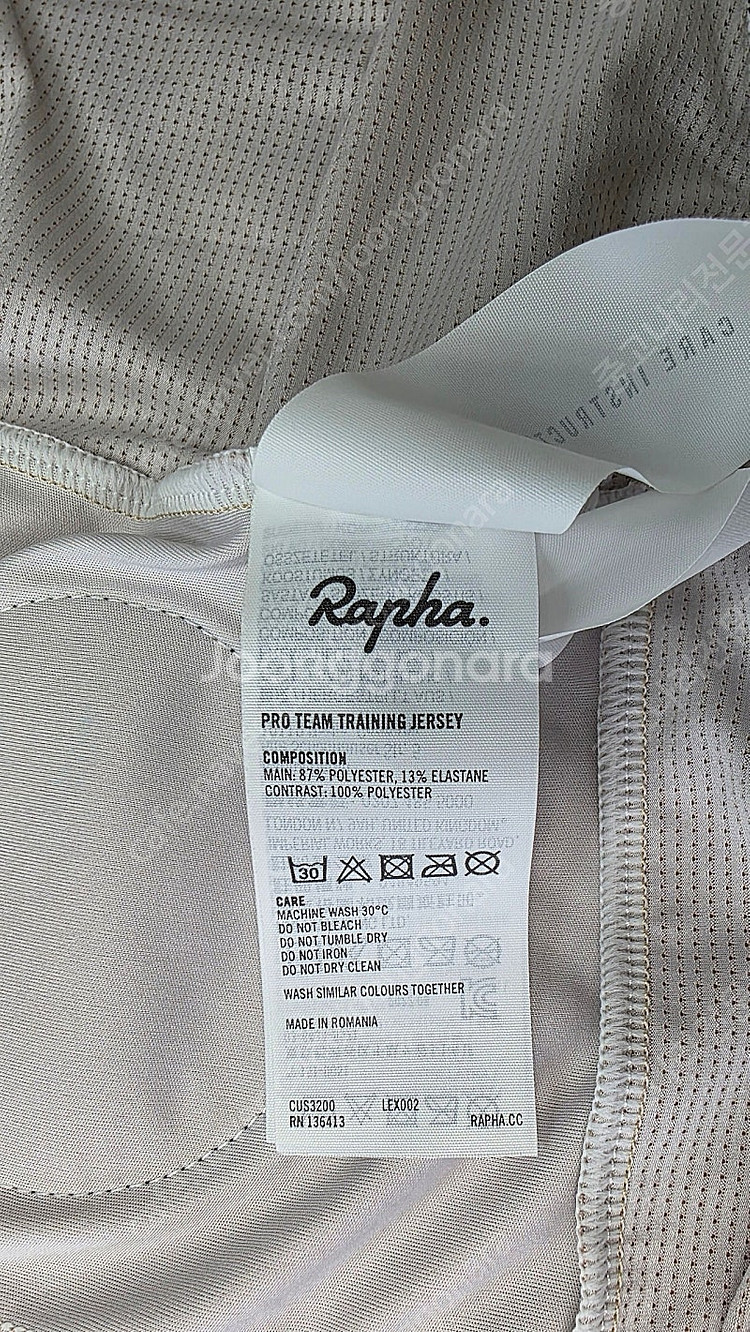 CARE INSTRUCT
Rapha.
Joonggonara
PRO TEAM TRAINING JERSEY
COMPOSITION
MAIN: 87% POLYESTER, 13% ELASTANE
CONTRAST: 100% POLYESTER
30
CARE
MACHINE WASH 30°C
DO NOT BLEACH
DO NOT TUMBLE DRY
DO NOT IRON
DO NOT DRY CLEAN
WASH SIMILAR COLOURS TOGETHER
MADE IN ROMANIA
CUS3200 LEX002
RN 136413 RAPHA.CC